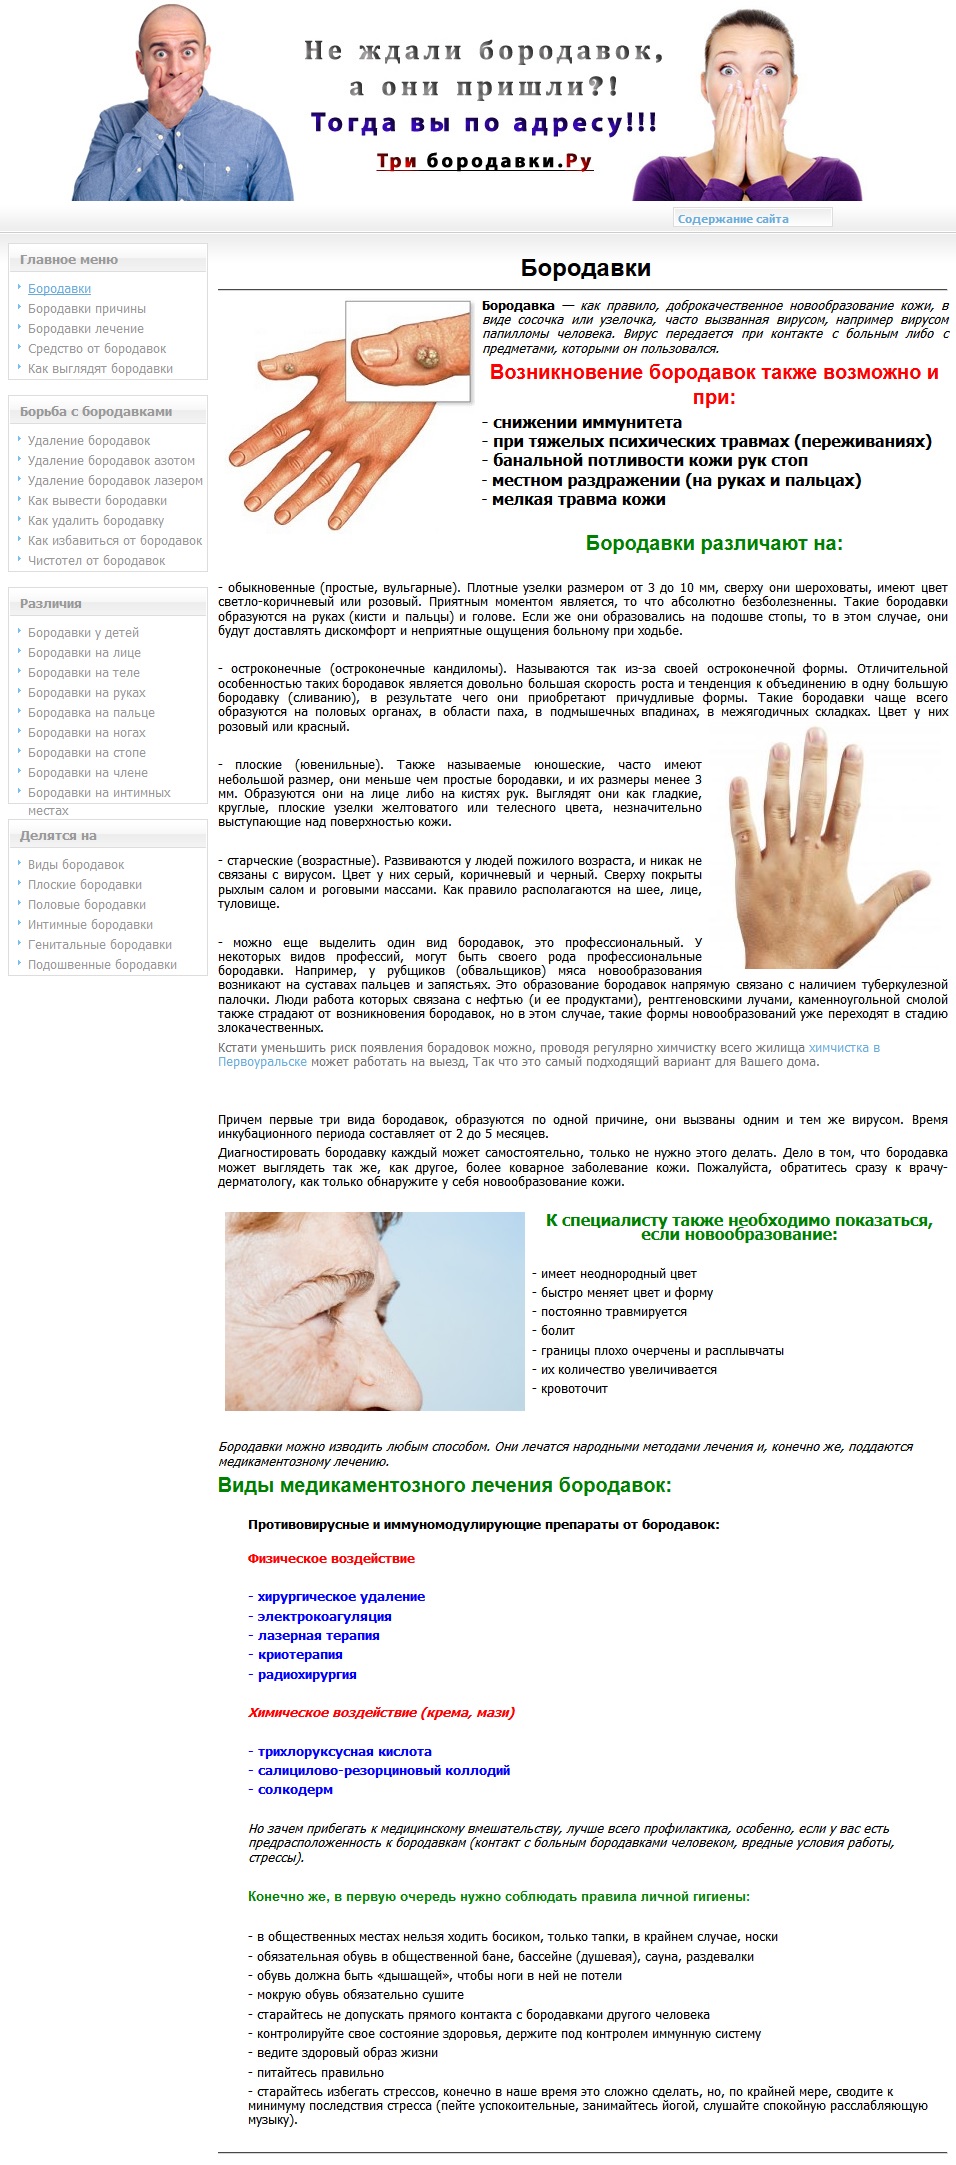 Не ждали бородавок,
а они пришли?!
Тогда вы по адресу!!!
Три бородавки.Ру
Содержание сайта
Главное меню
Бородавки
Бородавки причины
Бородавки лечение
Средство от бородавок
Как выглядят бородавки
Борьба с бородавками
Удаление бородавок
Удаление бородавок азотом
Удаление бородавок лазером
Как вывести бородавки
Как удалить бородавку
Как избавиться от бородавок
Чистотел от бородавок
Различия
Бородавки у детей
Бородавки на лице
Бородавки на теле
Бородавки на руках
Бородавка на пальце
Бородавки на ногах
Бородавки на стопе
Бородавки на члене
Бородавки на интимных
местах
Делятся на
Виды бородавок
Плоские бородавки
Половые бородавки
Интимные бородавки
Генитальные бородавки
Подошвенные бородавки
Бородавки
Бородавка — как правило, доброкачественное новообразование кожи, в
виде сосочка или узелочка, часто вызванная вирусом, например вирусом
папилломы человека. Вирус передается при контакте с больным либо с
предметами, которыми он пользовался.
Возникновение бородавок также возможно и
при:
- снижении иммунитета
- при тяжелых психических травмах (переживаниях)
- банальной потливости кожи рук стоп
- местном раздражении (на руках и пальцах)
- мелкая травма кожи
Бородавки различают на:
- обыкновенные (простые, вульгарные). Плотные узелки размером от 3 до 10 мм, сверху они шероховаты, имеют цвет
светло-коричневый или розовый. Приятным моментом является, то что абсолютно безболезненны. Такие бородавки
образуются на руках (кисти и пальцы) и голове. Если же они образовались на подошве стопы, то в этом случае, они
будут доставлять дискомфорт и неприятные ощущения больному при ходьбе.
- остроконечные (остроконечные кандиломы). Называются так из-за своей остроконечной формы. Отличительной
особенностью таких бородавок является довольно большая скорость роста и тенденция к объединению в одну большую
бородавку (сливанию), в результате чего они приобретают причудливые формы. Такие бородавки чаще всего
образуются на половых органах, в области паха, в подмышечных впадинах, в межягодичных складках. Цвет у них
розовый или красный.
- плоские (ювенильные). Также называемые юношеские, часто имеют
небольшой размер, они меньше чем простые бородавки, и их размеры менее 3
мм. Образуются они на лице либо на кистях рук. Выглядят они как гладкие,
круглые, плоские узелки желтоватого или телесного цвета, незначительно
выступающие над поверхностью кожи.
- старческие (возрастные). Развиваются у людей пожилого возраста, и никак не
связаны с вирусом. Цвет у них серый, коричневый и черный. Сверху покрыты
рыхлым салом и роговыми массами. Как правило располагаются на шее, лице,
туловище.
- можно еще выделить один вид бородавок, это профессиональный. У
некоторых видов профессий, могут быть своего рода профессиональные
бородавки. Например, у рубщиков (обвальщиков) мяса новообразования
возникают на суставах пальцев и запястьях. Это образование бородавок напрямую связано с наличием туберкулезной
палочки. Люди работа которых связана с нефтью (и ее продуктами), рентгеновскими лучами, каменноугольной смолой
также страдают от возникновения бородавок, но в этом случае, такие формы новообразований уже переходят в стадию
злокачественных.
Кстати уменьшить риск появления борадовок можно, проводя регулярно химчистку всего жилища химчистка в
Первоуральске может работать на выезд, Так что это самый подходящий вариант для Вашего дома.
Причем первые три вида бородавок, образуются по одной причине, они вызваны одним и тем же вирусом. Время
инкубационного периода составляет от 2 до 5 месяцев.
Диагностировать бородавку каждый может самостоятельно, только не нужно этого делать. Дело в том, что бородавка
может выглядеть так же, как другое, более коварное заболевание кожи. Пожалуйста, обратитесь сразу к врачу-
дерматологу, как только обнаружите у себя новообразование кожи.
К специалисту также необходимо показаться,
если новообразование:
- имеет неоднородный цвет
- быстро меняет цвет и форму
- постоянно травмируется
- болит
- границы плохо очерчены и расплывчаты
- их количество увеличивается
- кровоточит
Бородавки можно изводить любым способом. Они лечатся народными методами лечения и, конечно же, поддаются
медикаментозному лечению.
Виды медикаментозного лечения бородавок:
Противовирусные и иммуномодулирующие препараты от бородавок:
Физическое воздействие
- хирургическое удаление
- электрокоагуляция
- лазерная терапия
- криотерапия
- радиохирургия
Химическое воздействие (крема, мази)
- трихлоруксусная кислота
- салицилово-резорциновый коллодий
- солкодерм
Но зачем прибегать к медицинскому вмешательству, лучше всего профилактика, особенно, если у вас есть
предрасположенность к бородавкам (контакт с больным бородавками человеком, вредные условия работы,
стрессы).
Конечно же, в первую очередь нужно соблюдать правила личной гигиены:
- в общественных местах нельзя ходить босиком, только тапки, в крайнем случае, носки
- обязательная обувь в общественной бане, бассейне (душевая), сауна, раздевалки
- обувь должна быть «дышащей», чтобы ноги в ней не потели
- мокрую обувь обязательно сушите
- старайтесь не допускать прямого контакта с бородавками другого человека
- контролируйте свое состояние здоровья, держите под контролем иммунную систему
- ведите здоровый образ жизни
- питайтесь правильно
- старайтесь избегать стрессов, конечно в наше время это сложно сделать, но, по крайней мере, сводите к
минимуму последствия стресса (пейте успокоительные, занимайтесь йогой, слушайте спокойную расслабляющую
музыку).